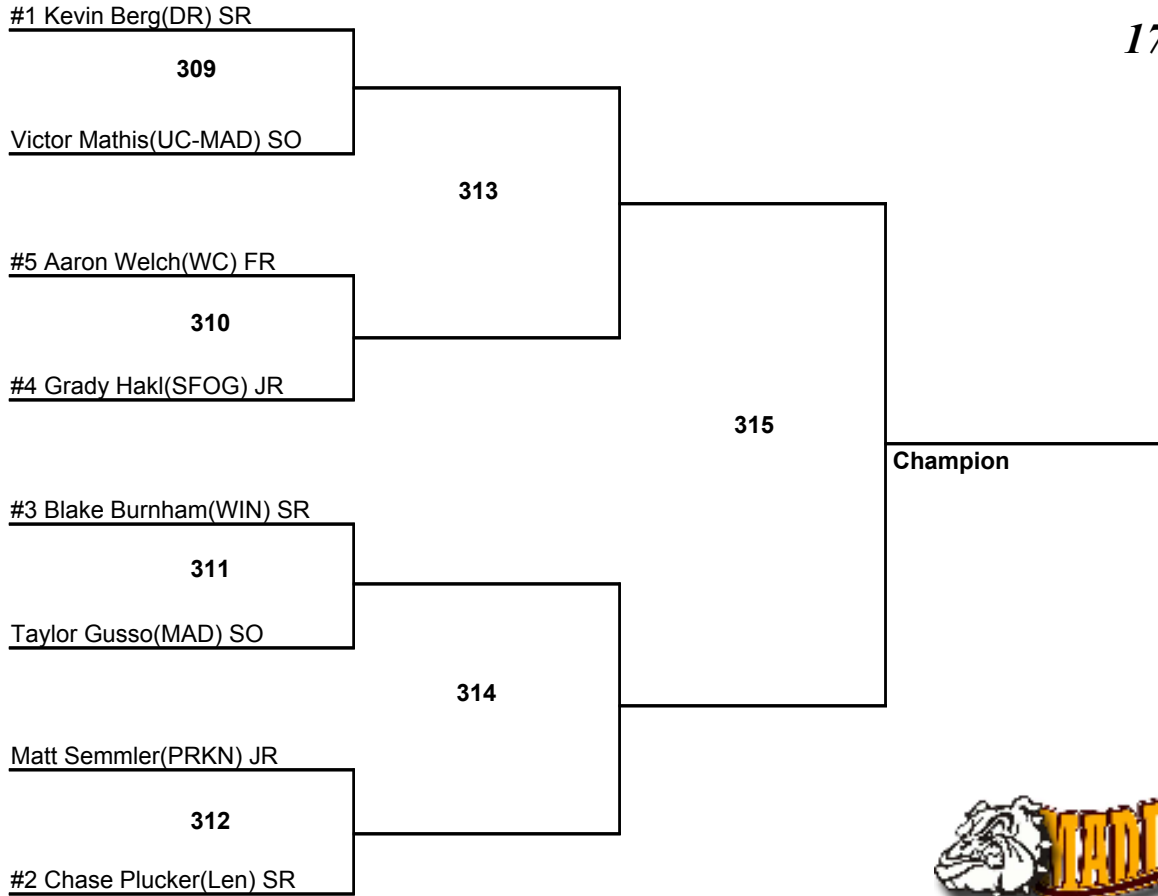 #1 Kevin Berg(DR) SR
17
309
Victor Mathis(UC-MAD) SO
313
#5 Aaron Welch(WC) FR
310
#4 Grady Hakl(SFOG) JR
315
Champion
#3 Blake Burnham(WIN) SR
311
Taylor Gusso(MAD) SO
314
Matt Semmler(PRKN) JR
312
#2 Chase Plucker(Len) SR